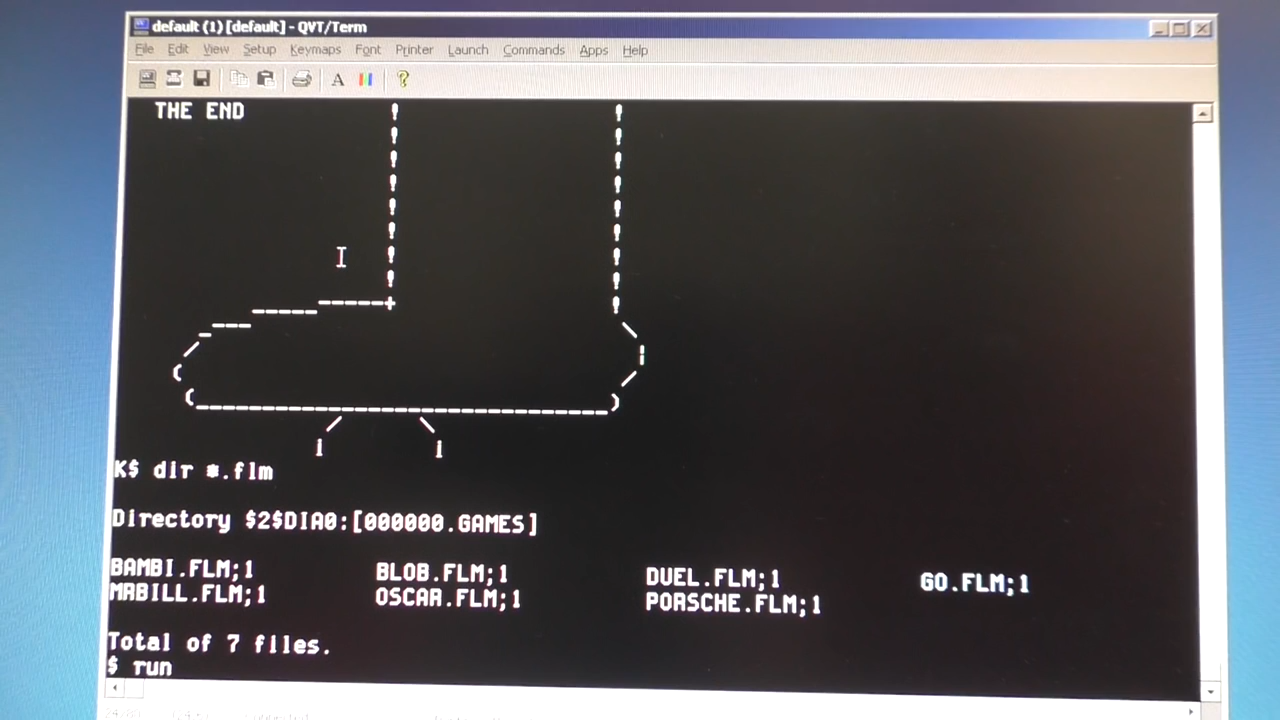 default (1) [default] - QVT/Term
File Edit View Setup Keymaps Font Printer Launch Commands Apps Help
THE END
K$ dir *.flm
Directory $2$DIA0:[000000.GAMES]
BAMBI.FLM;1 BLOB.FLM;1 DUEL.FLM;1 GO.FLM;1
MRBILL.FLM;1 OSCAR.FLM;1 PORSCHE.FLM;1
Total of 7 files.
$ run